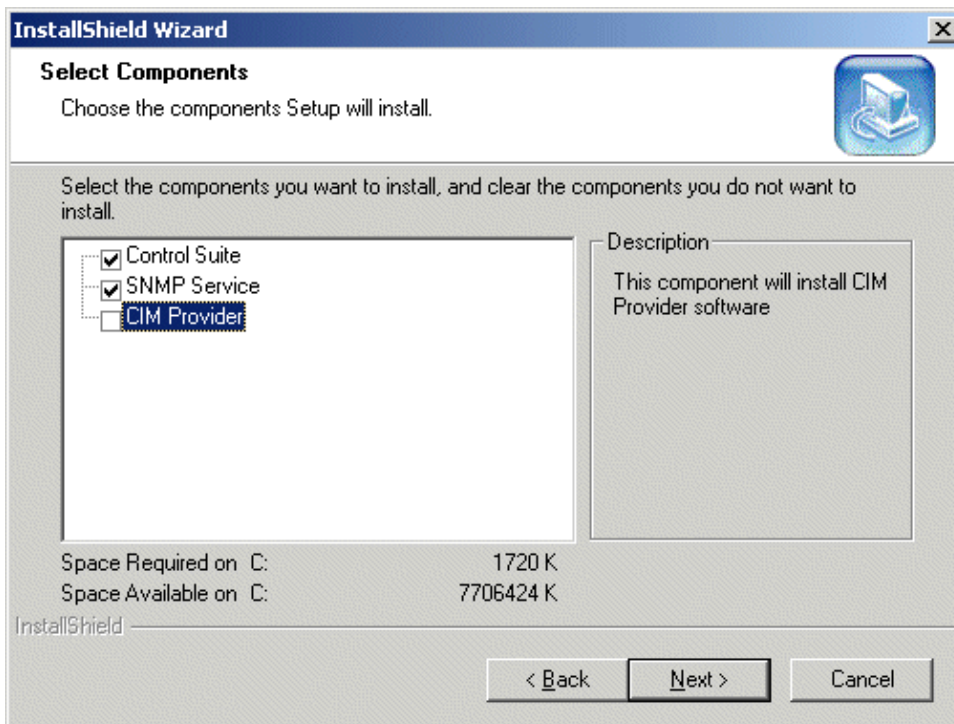 InstallShield Wizard
Select Components
Choose the components Setup will install.
Select the components you want to install, and clear the components you do not want to
install.
Control Suite
SNMP Service
CIM Provider
Description
This component will install CIM
Provider software
Space Required on C: 1720 K
Space Available on C: 7706424 K
InstallShield
< Back Next > Cancel